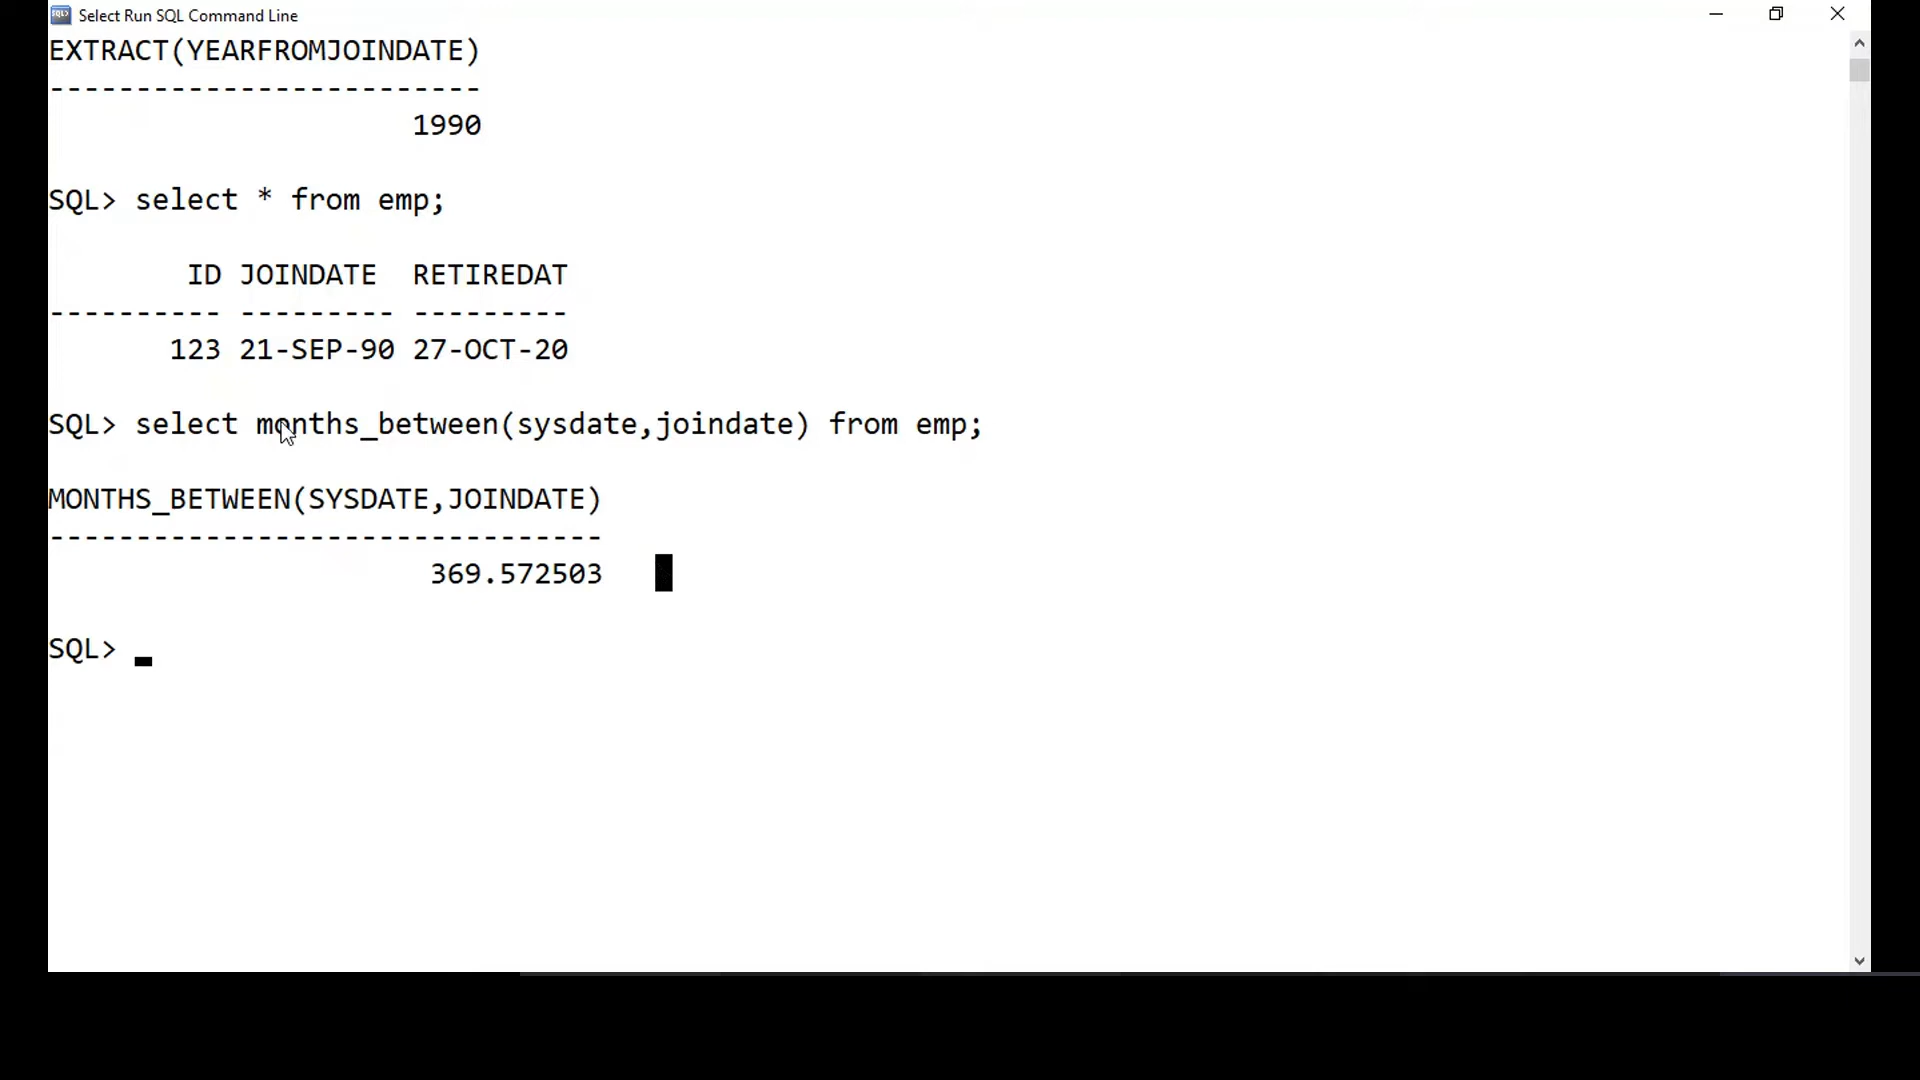 Select Run SQL Command Line
EXTRACT(YEARFROMJOINDATE)
-------------------------
                     1990
SQL> select * from emp;
        ID JOINDATE  RETIREDAT
---------- --------- ---------
       123 21-SEP-90 27-OCT-20
SQL> select months_between(sysdate,joindate) from emp;
MONTHS_BETWEEN(SYSDATE,JOINDATE)
--------------------------------
                      369.572503
SQL>